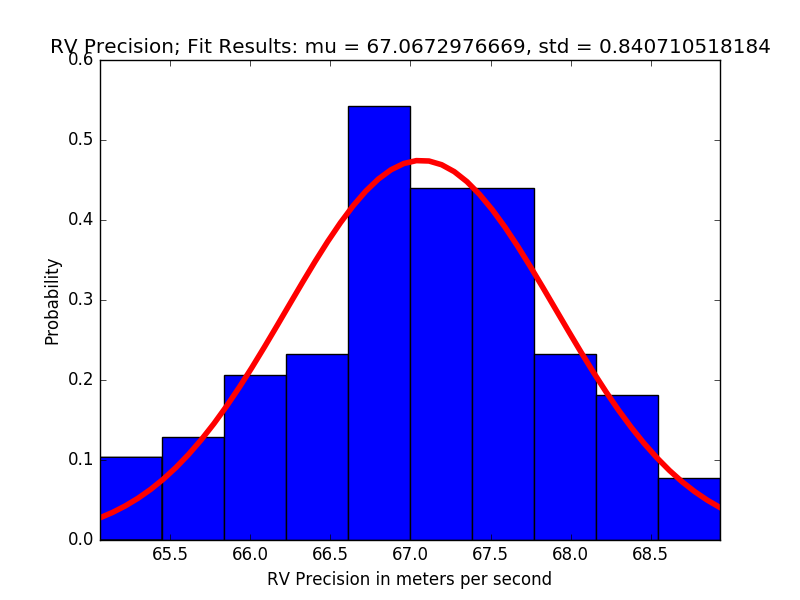 RV Precision; Fit Results: mu = 67.0672976669, std = 0.840710518184
0.6
0.5
0.4
0.3
0.2
0.1
0.0
Probability
65.5 66.0 66.5 67.0 67.5 68.0 68.5
RV Precision in meters per second